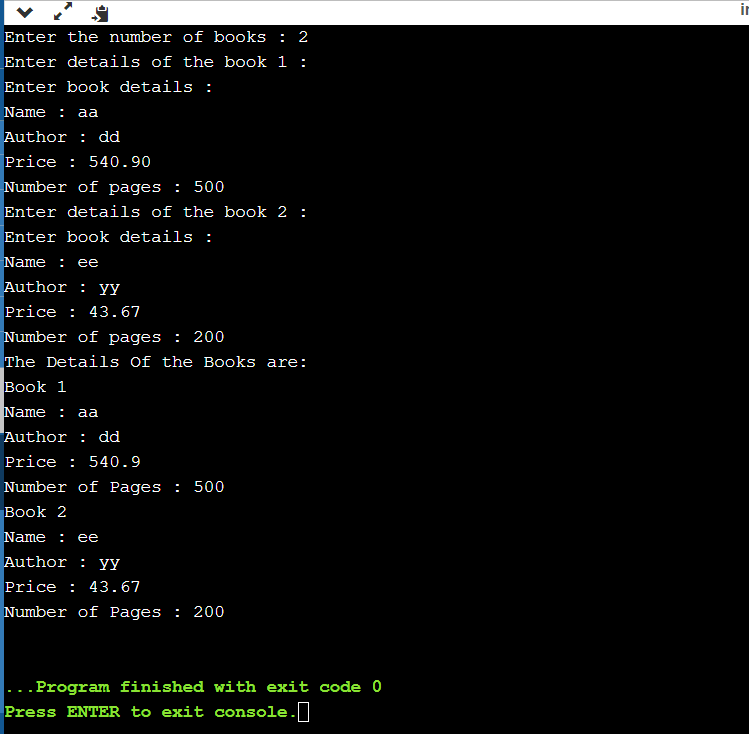 Enter the number of books : 2
Enter details of the book 1 :
Enter book details :
Name : aa
Author : dd
Price : 540.90
Number of pages : 500
Enter details of the book 2 :
Enter book details :
Name : ee
Author : yy
Price : 43.67
Number of pages : 200
The Details Of the Books are:
Book 1
Name : aa
Author : dd
Price : 540.9
Number of Pages : 500
Book 2
Name : ee
Author : yy
Price : 43.67
Number of Pages : 200
...Program finished with exit code 0
Press ENTER to exit console.